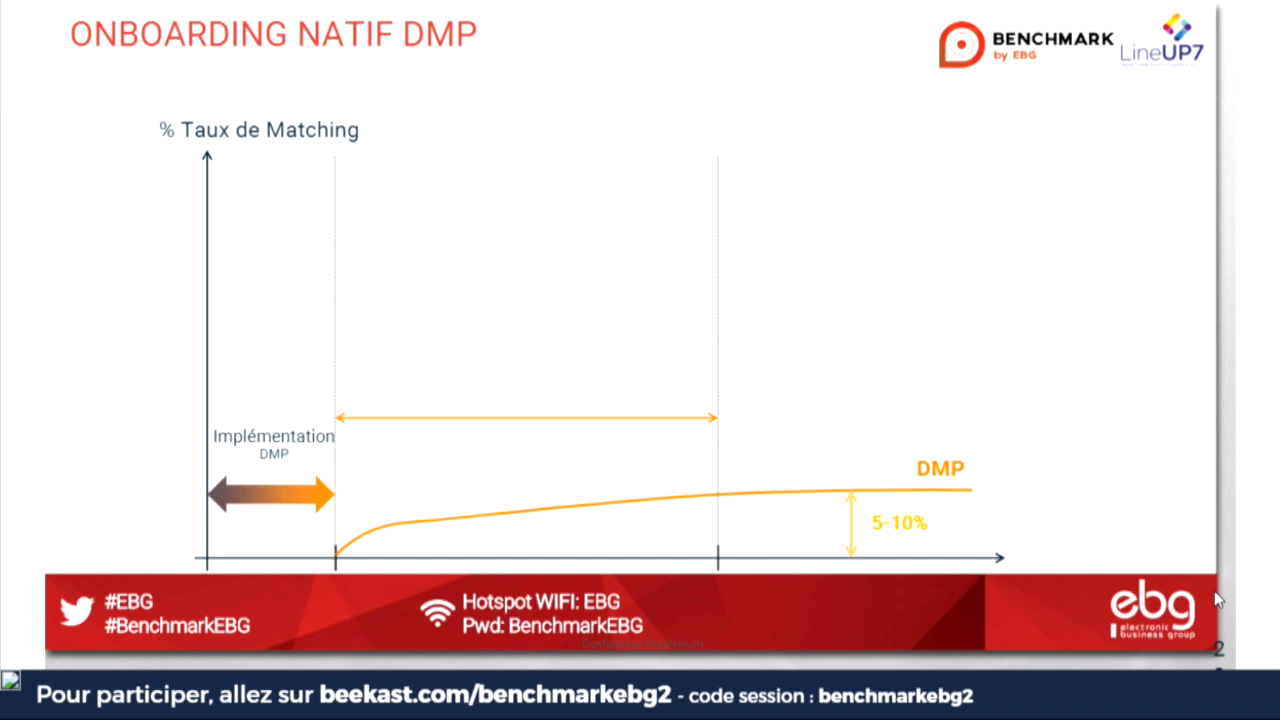 ONBOARDING NATIF DMP
BENCHMARK
by EBG
LineUP7
% Taux de Matching
Implémentation
DMP
DMP
5-10%
#EBG
#BenchmarkEBG
Hotspot WIFI: EBG
Pwd: BenchmarkEBG
ebg
electronic
business group
2
Pour participer, allez sur beekast.com/benchmarkebg2 - code session : benchmarkebg2